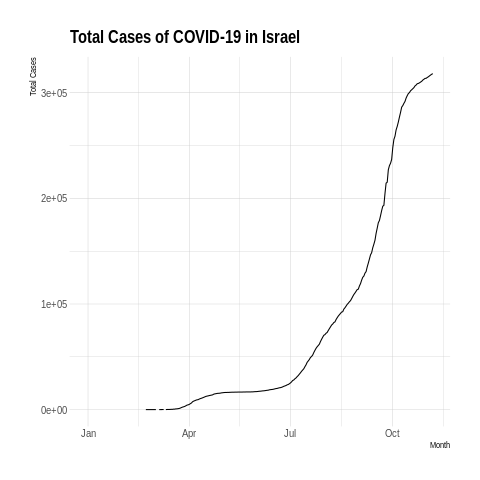 Total Cases of COVID-19 in Israel
Total Cases
3e+05
2e+05
1e+05
0e+00
Jan Apr Jul Oct
Month